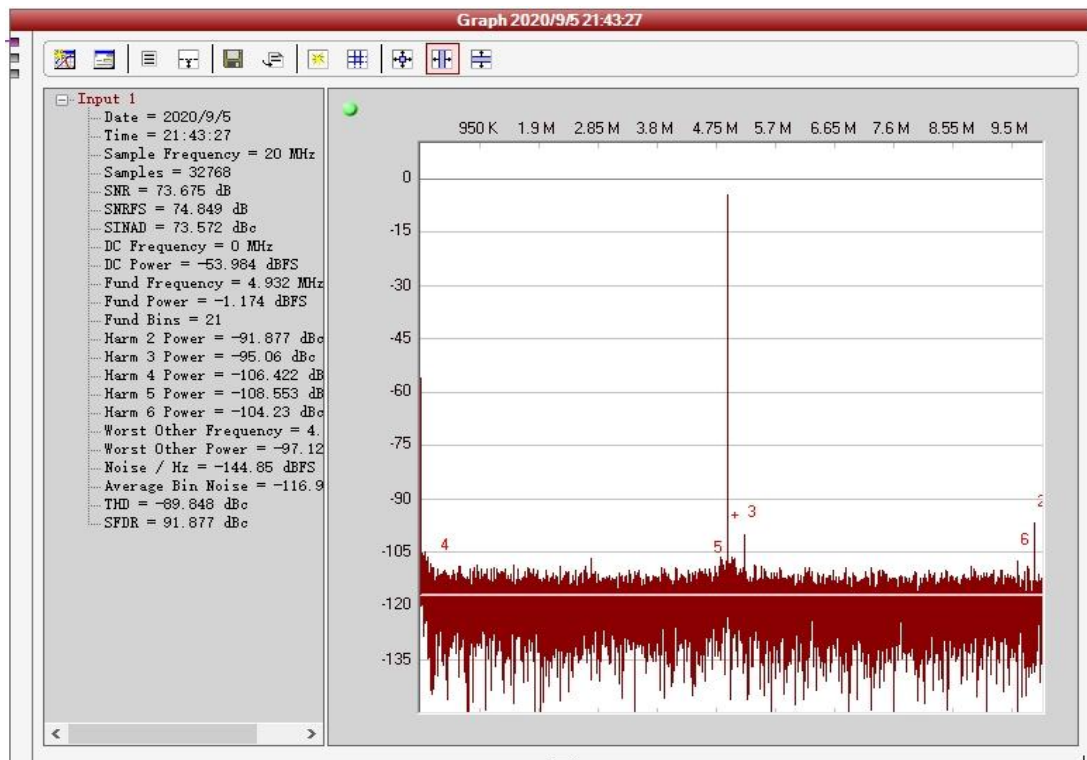 Graph 2020/9/5 21:43:27
Input 1
Date = 2020/9/5
Time = 21:43:27
Sample Frequency = 20 MHz
Samples = 32768
SNR = 73.675 dB
SNRFS = 74.849 dB
SINAD = 73.572 dBc
DC Frequency = 0 MHz
DC Power = -53.984 dBFS
Fund Frequency = 4.932 MHz
Fund Power = -1.174 dBFS
Fund Bins = 21
Harm 2 Power = -91.877 dBc
Harm 3 Power = -95.06 dBc
Harm 4 Power = -106.422 dB
Harm 5 Power = -108.553 dB
Harm 6 Power = -104.23 dBc
Worst Other Frequency = 4.
Worst Other Power = -97.12
Noise / Hz = -144.85 dBFS
Average Bin Noise = -116.9
THD = -89.848 dBc
SFDR = 91.877 dBc
950 K 1.9 M 2.85 M 3.8 M 4.75 M 5.7 M 6.65 M 7.6 M 8.55 M 9.5 M
0
-15
-30
-45
-60
-75
-90
2
+ 3
6
4
5
-105
-120
-135